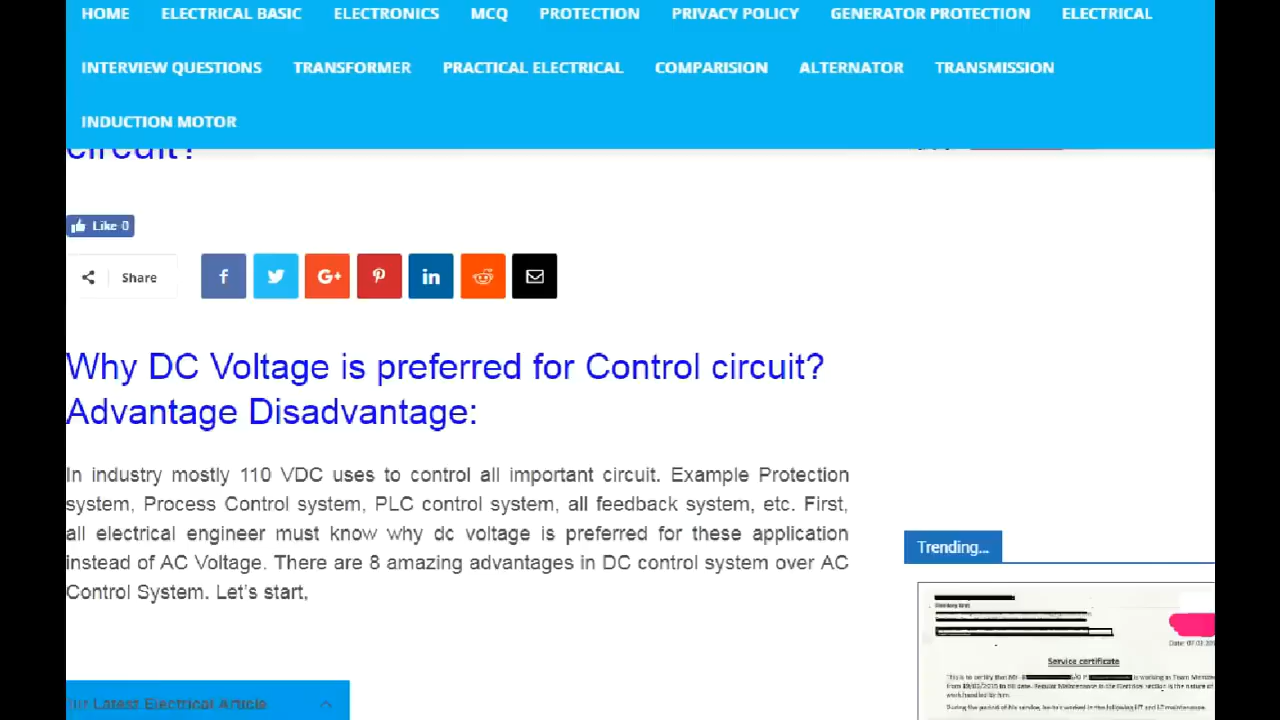 HOME ELECTRICAL BASIC ELECTRONICS MCQ PROTECTION PRIVACY POLICY GENERATOR PROTECTION ELECTRICAL
INTERVIEW QUESTIONS TRANSFORMER PRACTICAL ELECTRICAL COMPARISION ALTERNATOR TRANSMISSION
INDUCTION MOTOR
circuit?
Like 0
Share f G+ in
Why DC Voltage is preferred for Control circuit?
Advantage Disadvantage:
In industry mostly 110 VDC uses to control all important circuit. Example Protection
system, Process Control system, PLC control system, all feedback system, etc. First,
all electrical engineer must know why dc voltage is preferred for these application
instead of AC Voltage. There are 8 amazing advantages in DC control system over AC
Control System. Let's start,
Trending...
Service certificate
Latest Electrical Article